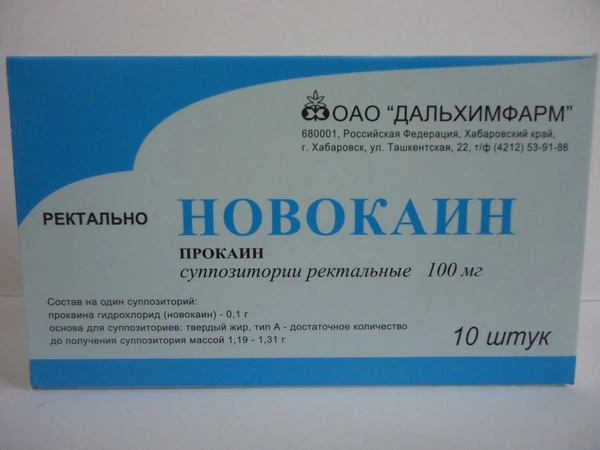 ОАО "ДАЛЬХИМФАРМ"
680001, Российская Федерация, Хабаровский край,
г. Хабаровск, ул. Ташкентская, 22, т/ф (4212) 53-91-86
РЕКТАЛЬНО НОВОКАИН
ПРОКАИН
суппозитории ректальные 100 мг
Состав на один суппозиторий:
прокаина гидрохлорид (новокаин) - 0,1 г
основа для суппозиториев: твердый жир, тип А - достаточное количество
до получения суппозитория массой 1,19 - 1,31 г
10 штук